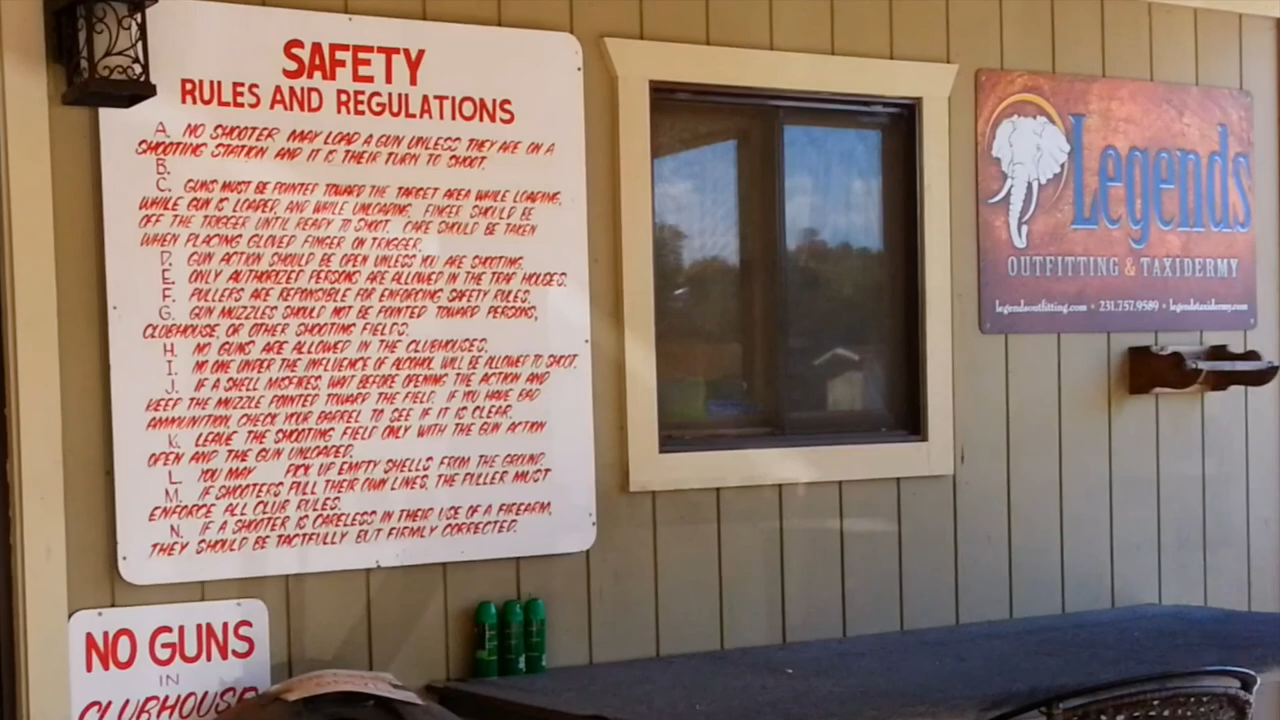 SAFETY
RULES AND REGULATIONS
A. NO SHOOTER MAY LOAD A GUN UNLESS THEY ARE ON A
SHOOTING STATION AND IT IS THEIR TURN TO SHOOT.
B.
C. GUNS MUST BE POINTED TOWARD THE TARGET AREA WHILE LOADING,
WHILE GUN IS LOADED, AND WHILE UNLOADING. FINGER SHOULD BE
OFF THE TRIGGER UNTIL READY TO SHOOT. CARE SHOULD BE TAKEN
WHEN PLACING GLOVED FINGER ON TRIGGER.
D. GUN ACTION SHOULD BE OPEN UNLESS YOU ARE SHOOTING.
E. ONLY AUTHORIZED PERSONS ARE ALLOWED IN THE TRAP HOUSES.
F. PULLERS ARE REPONSIBLE FOR ENFORCING SAFETY RULES.
G. GUN MUZZLES SHOULD NOT BE POINTED TOWARD PERSONS,
CLUBHOUSE, OR OTHER SHOOTING FIELDS.
H. NO GUNS ARE ALLOWED IN THE CLUBHOUSES.
I. NO ONE UNDER THE INFLUENCE OF ALCOHOL WILL BE ALLOWED TO SHOOT.
J. IF A SHELL MISFIRES, WAIT BEFORE OPENING THE ACTION AND
KEEP THE MUZZLE POINTED TOWARD THE FIELD. IF YOU HAVE BAD
AMMUNITION, CHECK YOUR BARREL TO SEE IF IT IS CLEAR.
K. LEAVE THE SHOOTING FIELD ONLY WITH THE GUN ACTION
OPEN AND THE GUN UNLOADED.
L. YOU MAY PICK UP EMPTY SHELLS FROM THE GROUND.
M. IF SHOOTERS PULL THEIR OWN LINES, THE PULLER MUST
ENFORCE ALL CLUB RULES.
N. IF A SHOOTER IS CARELESS IN THEIR USE OF A FIREARM,
THEY SHOULD BE TACTFULLY BUT FIRMLY CORRECTED.
NO GUNS
IN
CLUBHOUSE
Legends
OUTFITTING & TAXIDERMY
legendsoutfitting.com • 231.757.9589 • legendstaxidermy.com